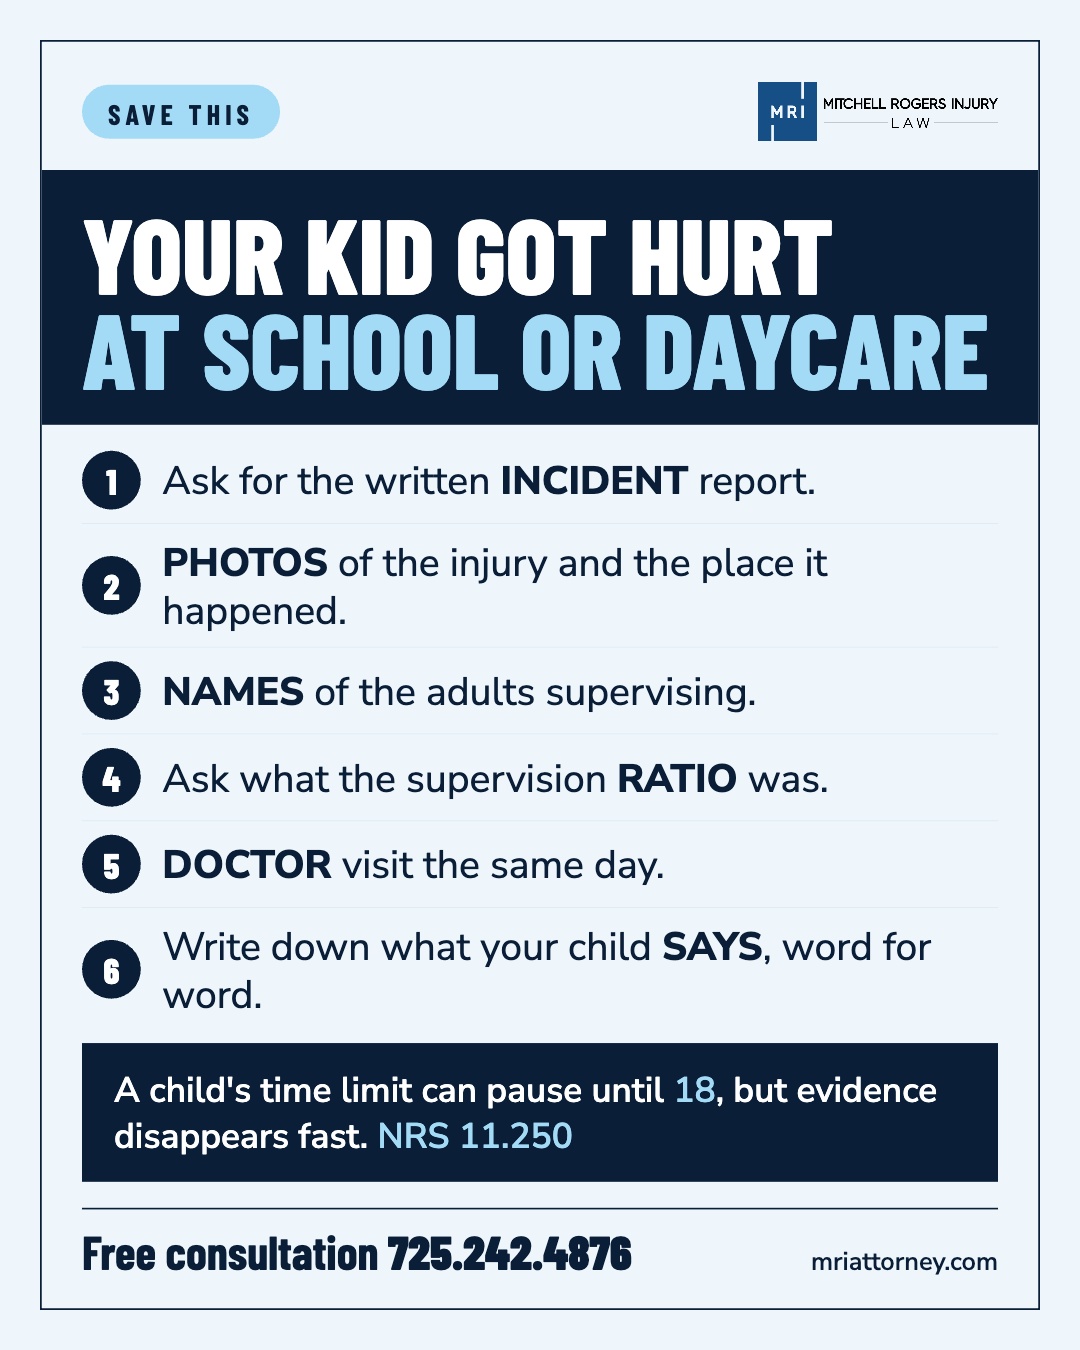 SAVE THIS
MRI
MITCHELL ROGERS INJURY
LAW
YOUR KID GOT HURT
AT SCHOOL OR DAYCARE
1 Ask for the written INCIDENT report.
2 PHOTOS of the injury and the place it
happened.
3 NAMES of the adults supervising.
4 Ask what the supervision RATIO was.
5 DOCTOR visit the same day.
6 Write down what your child SAYS, word for
word.
A child's time limit can pause until 18, but evidence
disappears fast. NRS 11.250
Free consultation 725.242.4876
mriattorney.com